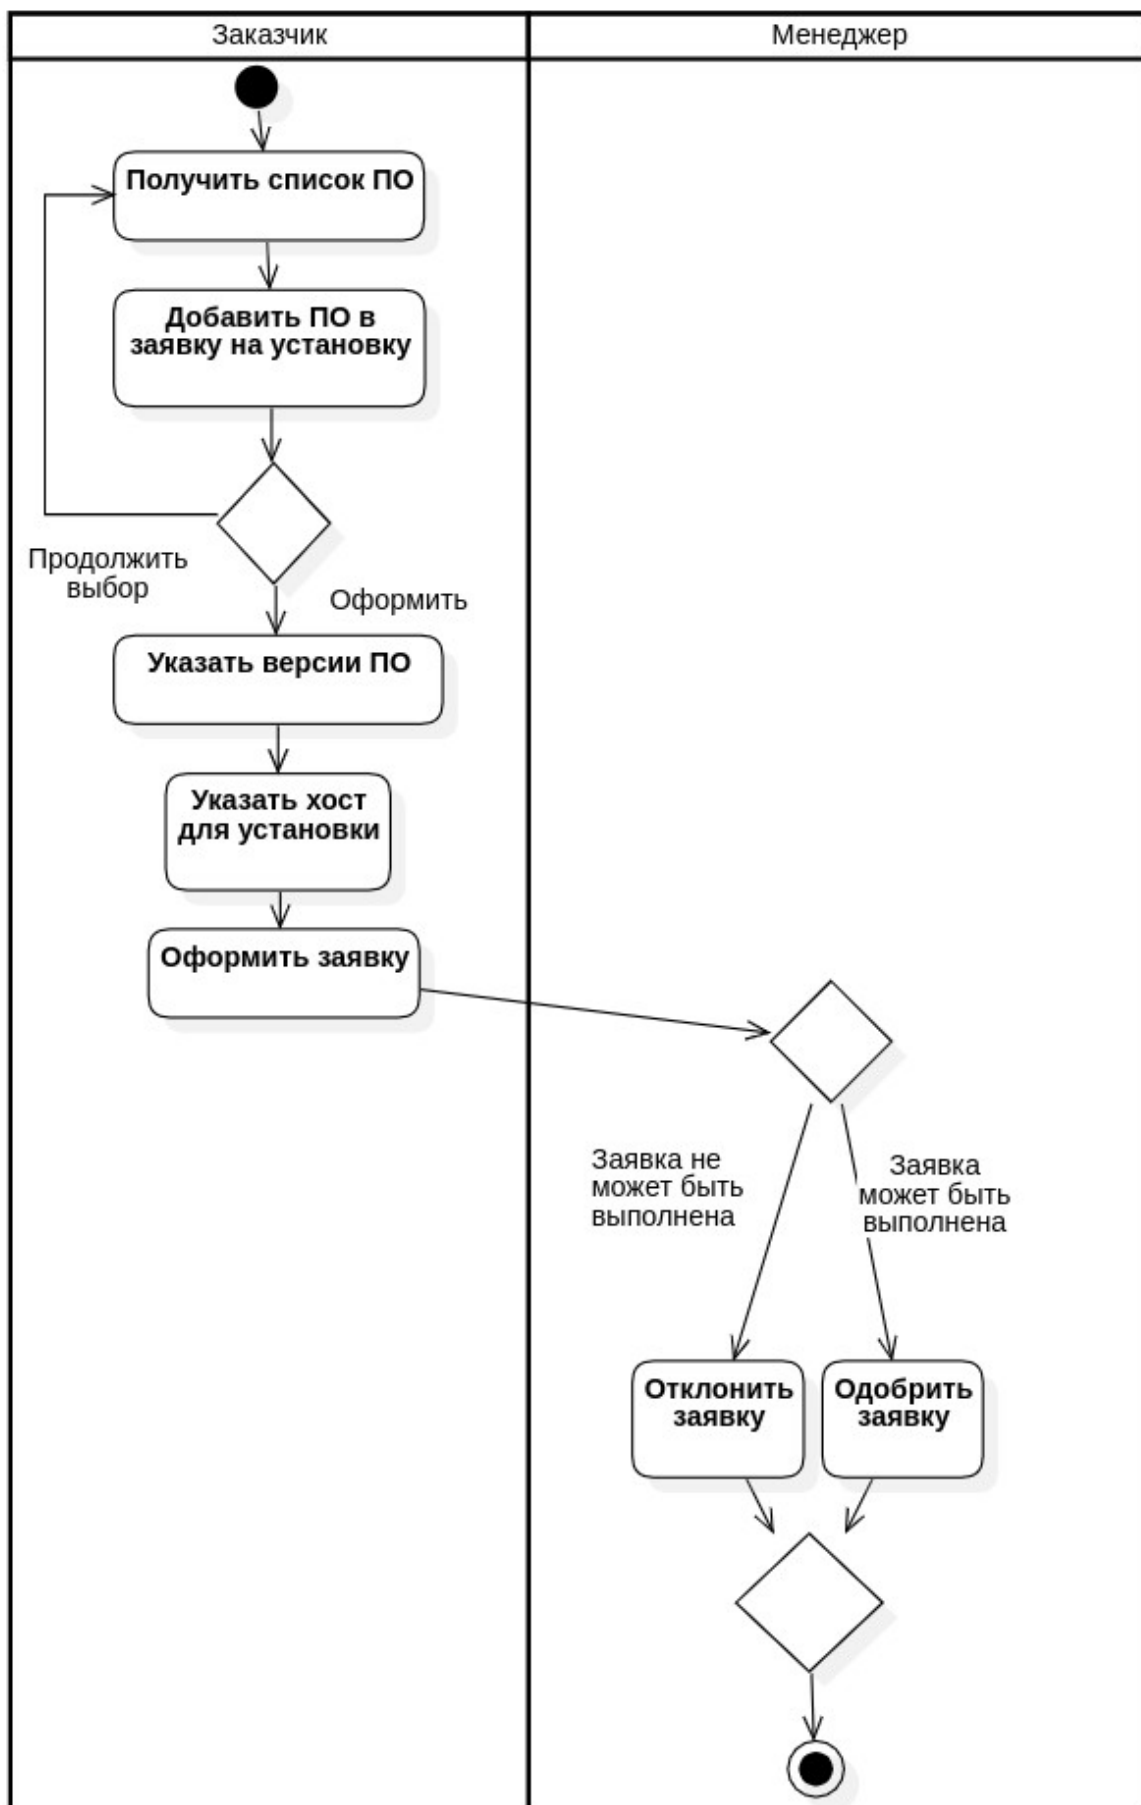 Заказчик
Менеджер
Получить список ПО
Добавить ПО в
заявку на установку
Продолжить
выбор
Оформить
Указать версии ПО
Указать хост
для установки
Оформить заявку
Заявка не
может быть
выполнена
Заявка
может быть
выполнена
Отклонить
заявку
Одобрить
заявку